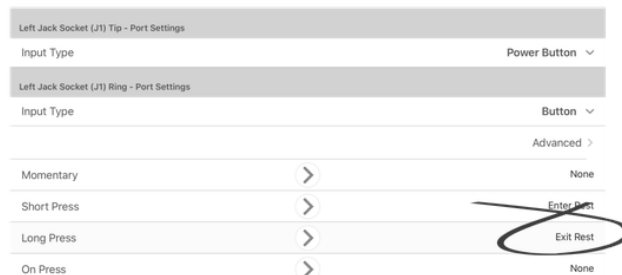 Left Jack Socket (J1) Tip - Port Settings
Input Type Power Button
Left Jack Socket (J1) Ring - Port Settings
Input Type Button
Advanced
Momentary None
Short Press Enter Rest
Long Press Exit Rest
On Press None